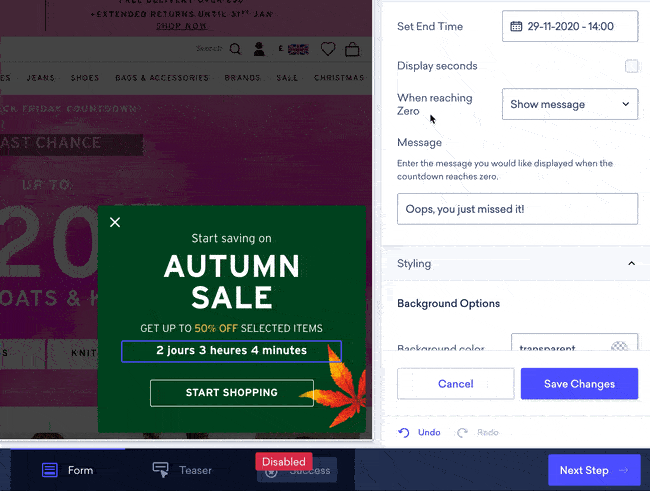 +EXTENDED RETURNS UNTIL 31ST JAN
SHOP NOW
Search
£
JEANS SHOES BAGS & ACCESSORIES BRANDS SALE CHRISTMAS
FRIDAY COUNTDOWN
AST CHANCE
UP TO
20
OATS & K
KNIT
Start saving on
AUTUMN
SALE
GET UP TO 50% OFF SELECTED ITEMS
2 jours 3 heures 4 minutes
START SHOPPING
Set End Time
29-11-2020 - 14:00
Display seconds
When reaching
Zero
Show message
Message
Enter the message you would like displayed when the
countdown reaches zero.
Oops, you just missed it!
Styling
Background Options
Background color
transparent
Cancel
Save Changes
Undo
Redo
Form
Teaser
Disabled
Success
Next Step